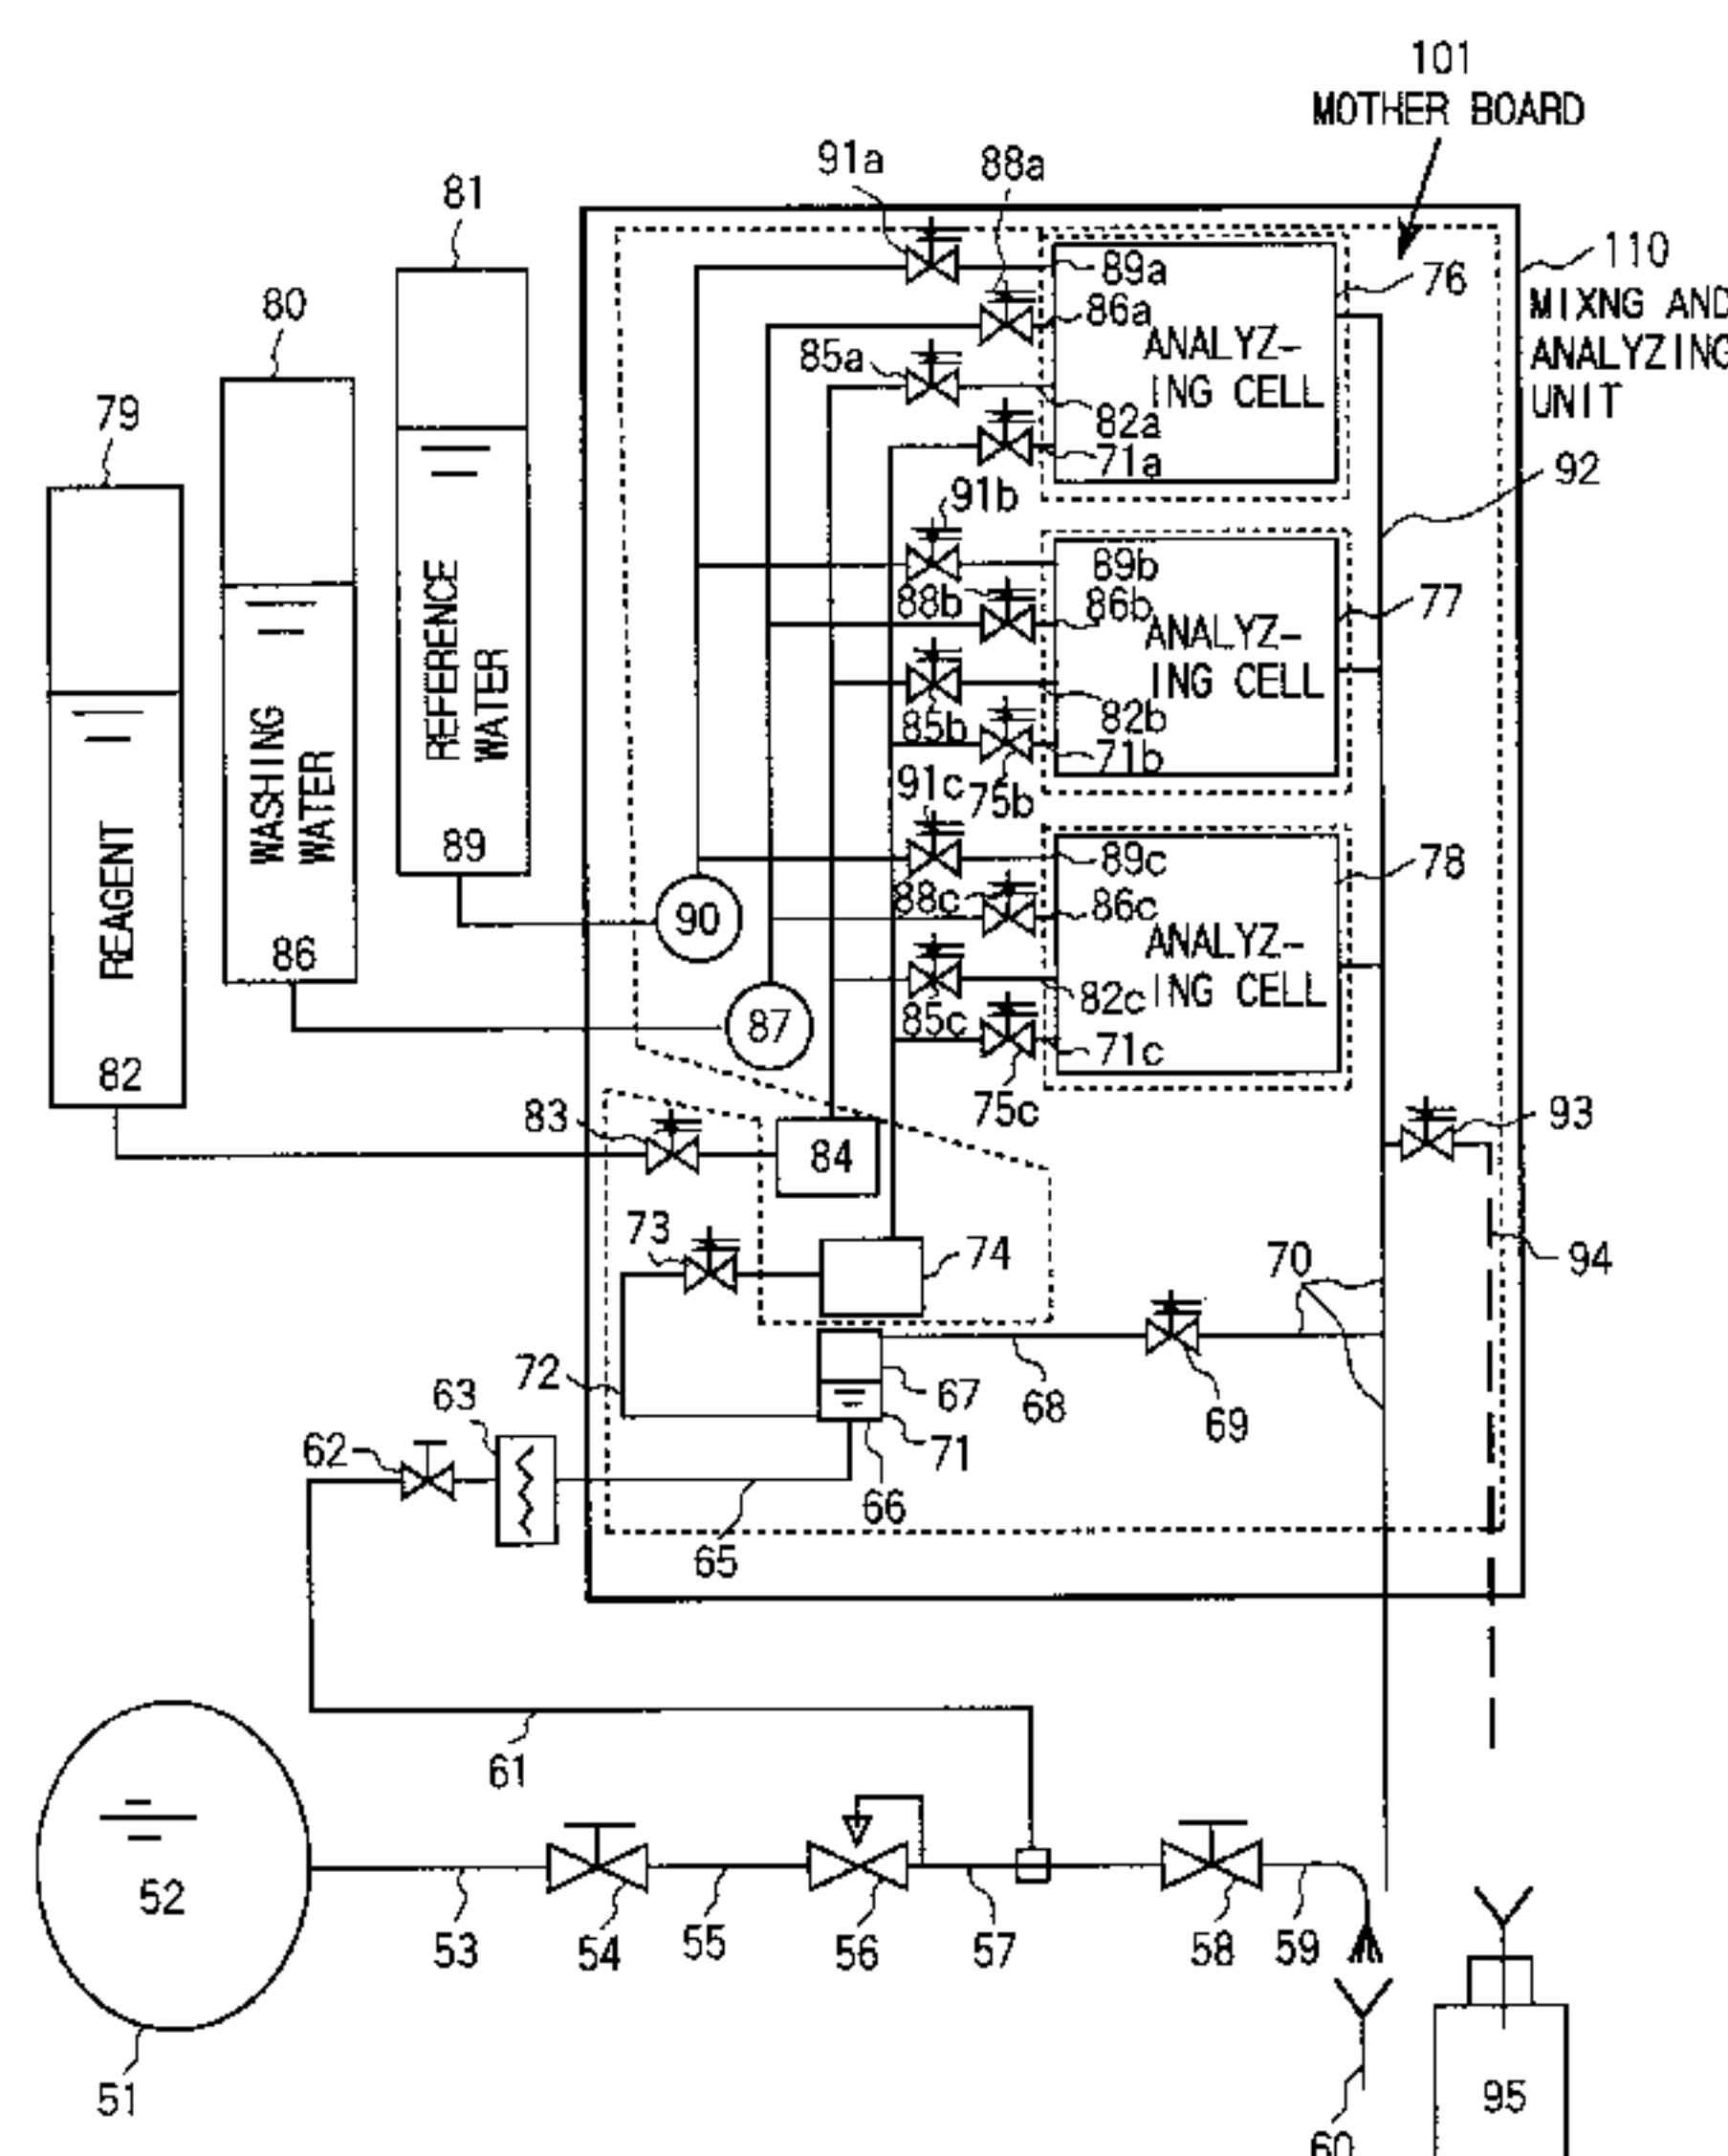 101
MOTHER BOARD
91a
88a
81
110
MIXNG AND
ANALYZING
UNIT
89a
76
80
86a
ANALYZ-
ING CELL
85a
79
82a
71a
92
91b
89b
88b
86b
77
ANALYZ-
ING CELL
REFERENCE
WATER
85b
82b
71b
91c
75b
WASHING
WATER
89
89c
78
88c
86c
90
REAGENT
86
ANALYZ-
ING CELL
82c
85c
87
71c
82
75c
83
93
84
73
74
70
94
72
63
67
68
69
62
71
66
65
61
52
53
54
55
56
57
58
59
51
95
60